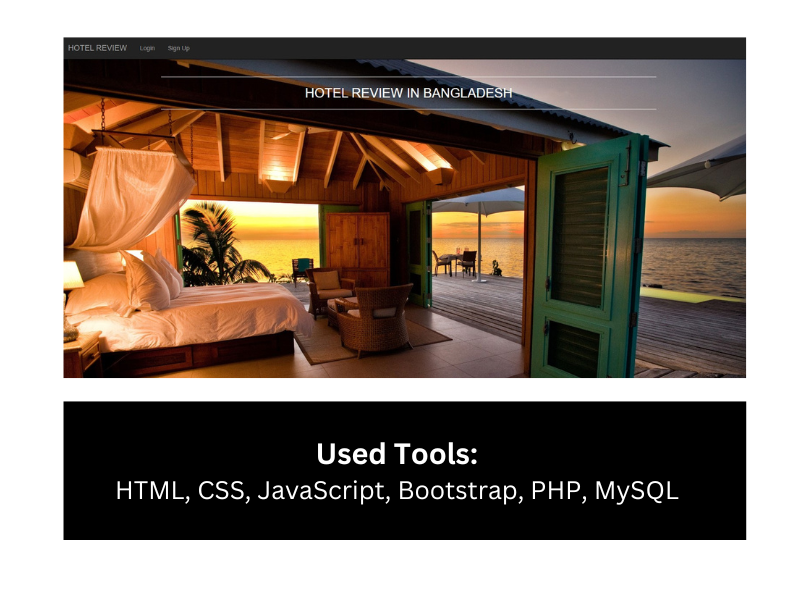 HOTEL REVIEW Login Sign Up
HOTEL REVIEW IN BANGLADESH
Used Tools:
HTML, CSS, JavaScript, Bootstrap, PHP, MySQL